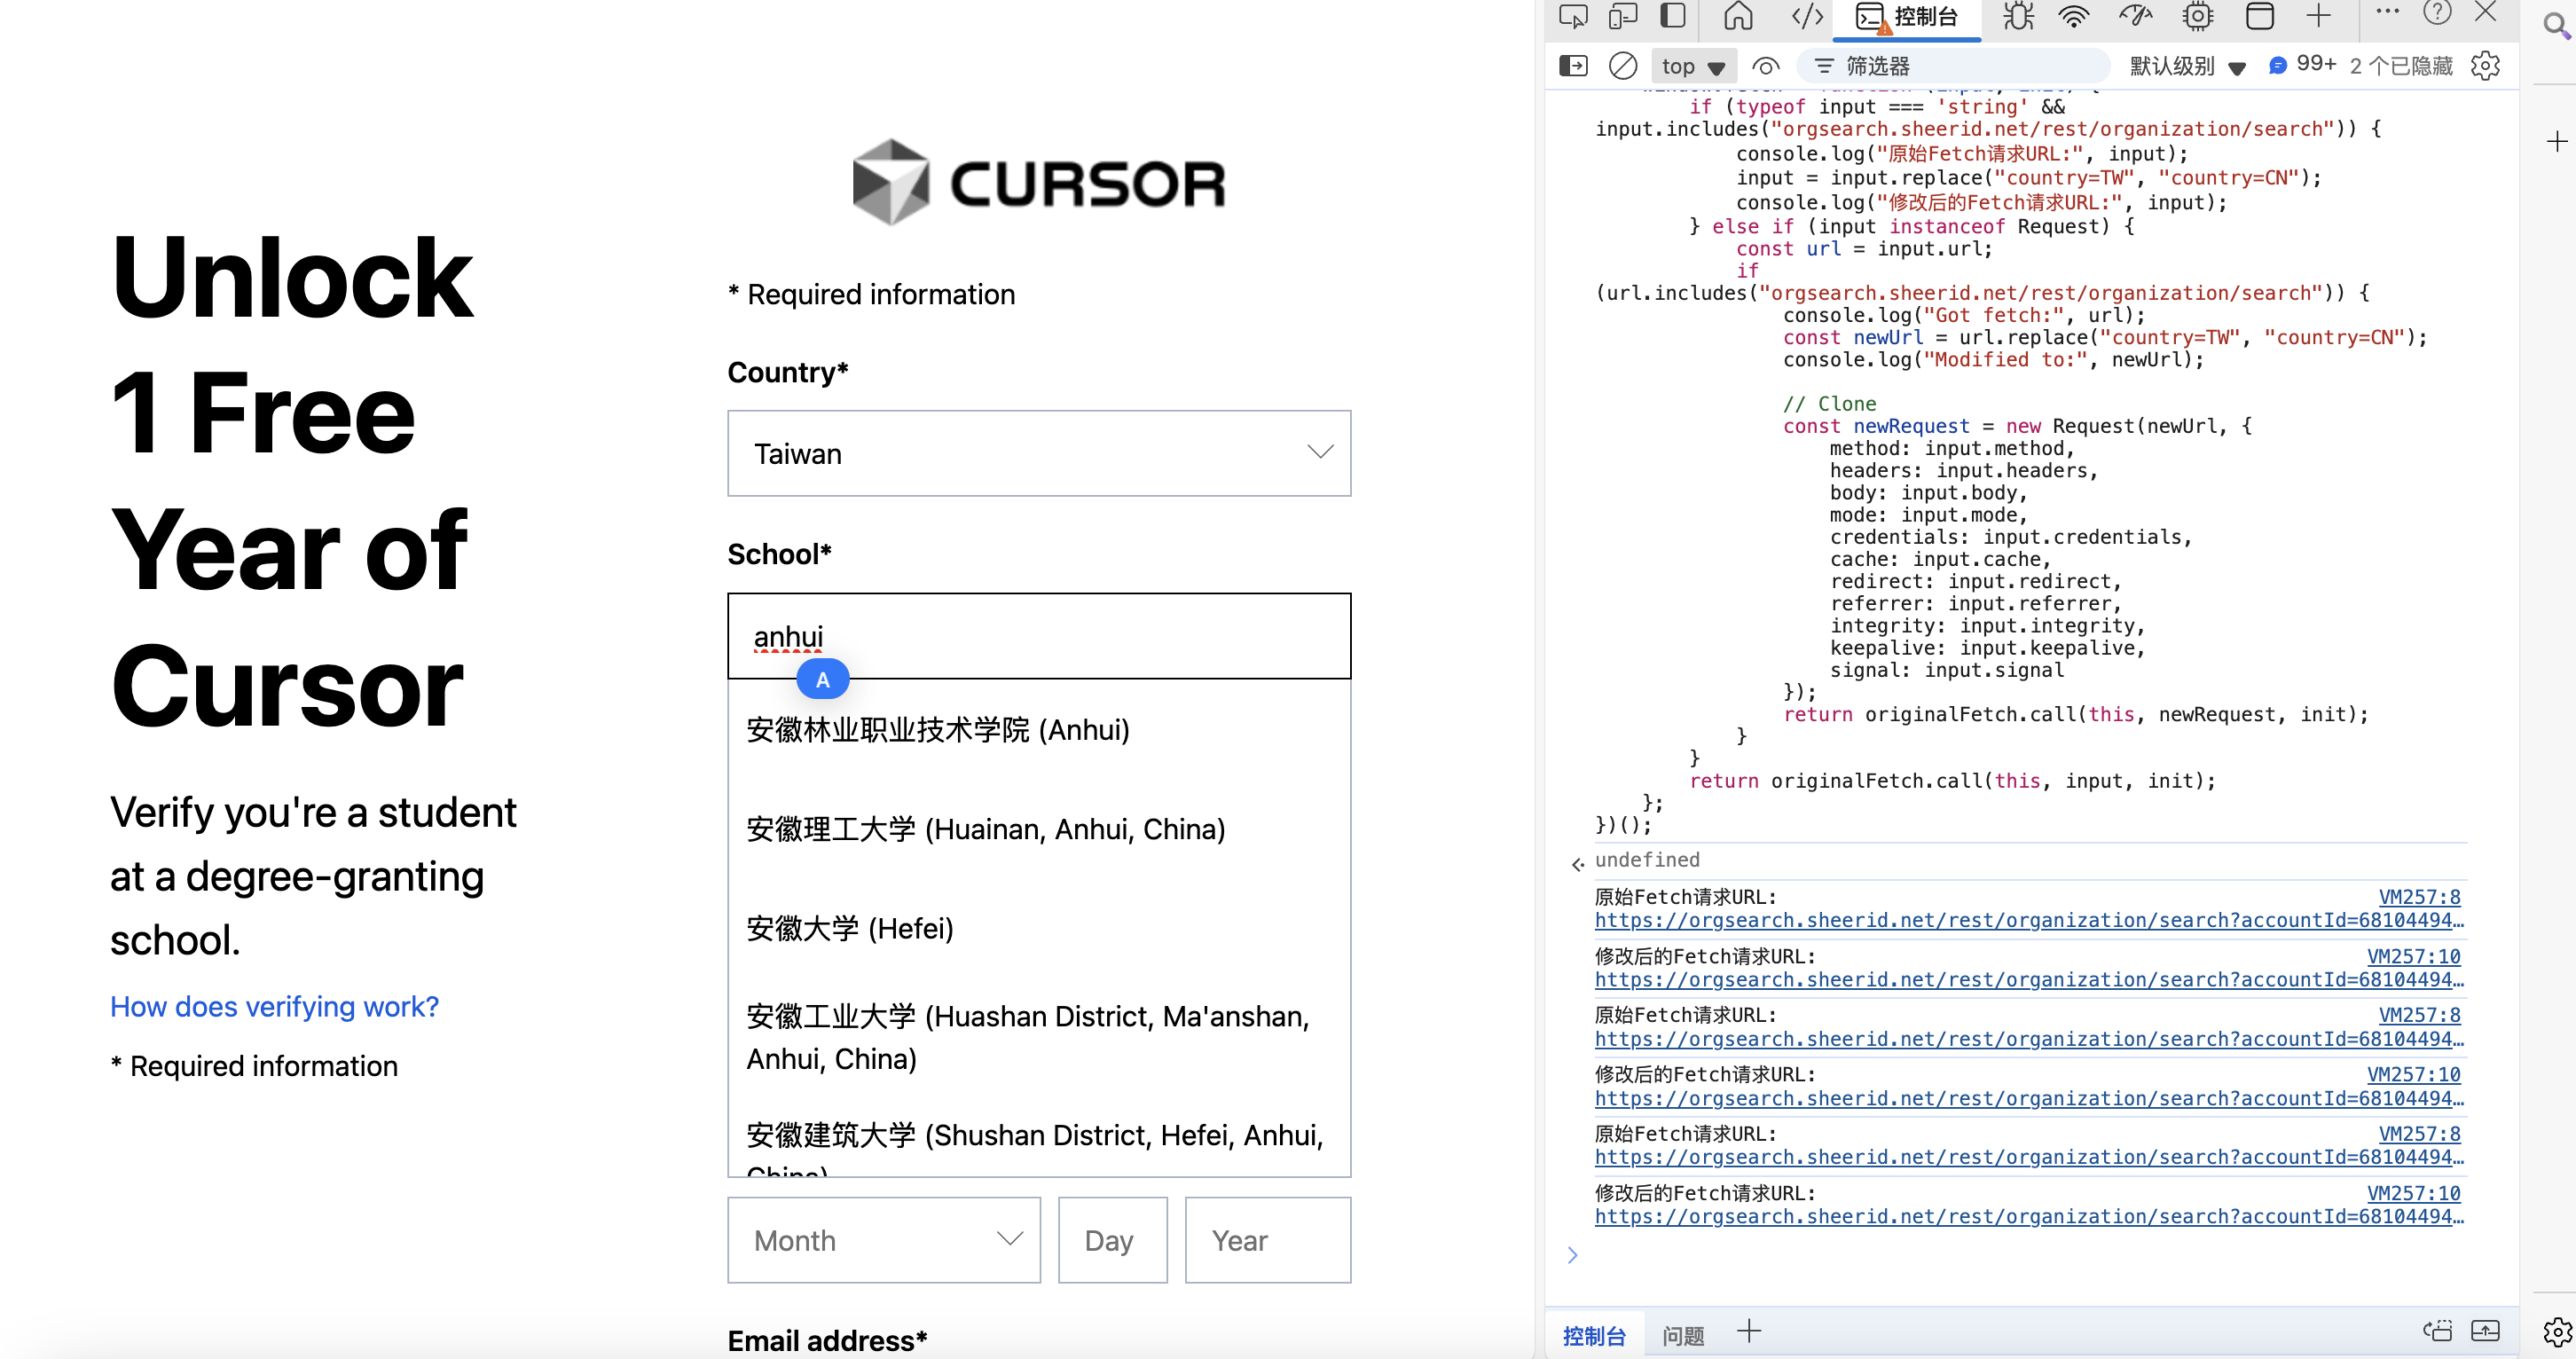 CURSOR
Unlock
1 Free
Year of
Cursor
Verify you're a student
at a degree-granting
school.
How does verifying work?
* Required information
* Required information
Country*
Taiwan
School*
anhui
A
安徽林业职业技术学院 (Anhui)
安徽理工大学 (Huainan, Anhui, China)
安徽大学 (Hefei)
安徽工业大学 (Huashan District, Ma'anshan,
Anhui, China)
安徽建筑大学 (Shushan District, Hefei, Anhui,
China)
Month
Day
Year
Email address*
控制台
top
筛选器
默认级别
99+
2 个已隐藏
if (typeof input === 'string' &&
input.includes("orgsearch.sheerid.net/rest/organization/search")) {
console.log("原始Fetch请求URL:", input);
input = input.replace("country=TW", "country=CN");
console.log("修改后的Fetch请求URL:", input);
} else if (input instanceof Request) {
const url = input.url;
if
(url.includes("orgsearch.sheerid.net/rest/organization/search")) {
console.log("Got fetch:", url);
const newUrl = url.replace("country=TW", "country=CN");
console.log("Modified to:", newUrl);
// Clone
const newRequest = new Request(newUrl, {
method: input.method,
headers: input.headers,
body: input.body,
mode: input.mode,
credentials: input.credentials,
cache: input.cache,
redirect: input.redirect,
referrer: input.referrer,
integrity: input.integrity,
keepalive: input.keepalive,
signal: input.signal
});
return originalFetch.call(this, newRequest, init);
}
}
return originalFetch.call(this, input, init);
};
})();
undefined
原始Fetch请求URL: VM257:8
https://orgsearch.sheerid.net/rest/organization/search?accountId=68104494…
修改后的Fetch请求URL: VM257:10
https://orgsearch.sheerid.net/rest/organization/search?accountId=68104494…
原始Fetch请求URL: VM257:8
https://orgsearch.sheerid.net/rest/organization/search?accountId=68104494…
修改后的Fetch请求URL: VM257:10
https://orgsearch.sheerid.net/rest/organization/search?accountId=68104494…
原始Fetch请求URL: VM257:8
https://orgsearch.sheerid.net/rest/organization/search?accountId=68104494…
修改后的Fetch请求URL: VM257:10
https://orgsearch.sheerid.net/rest/organization/search?accountId=68104494…
控制台
问题